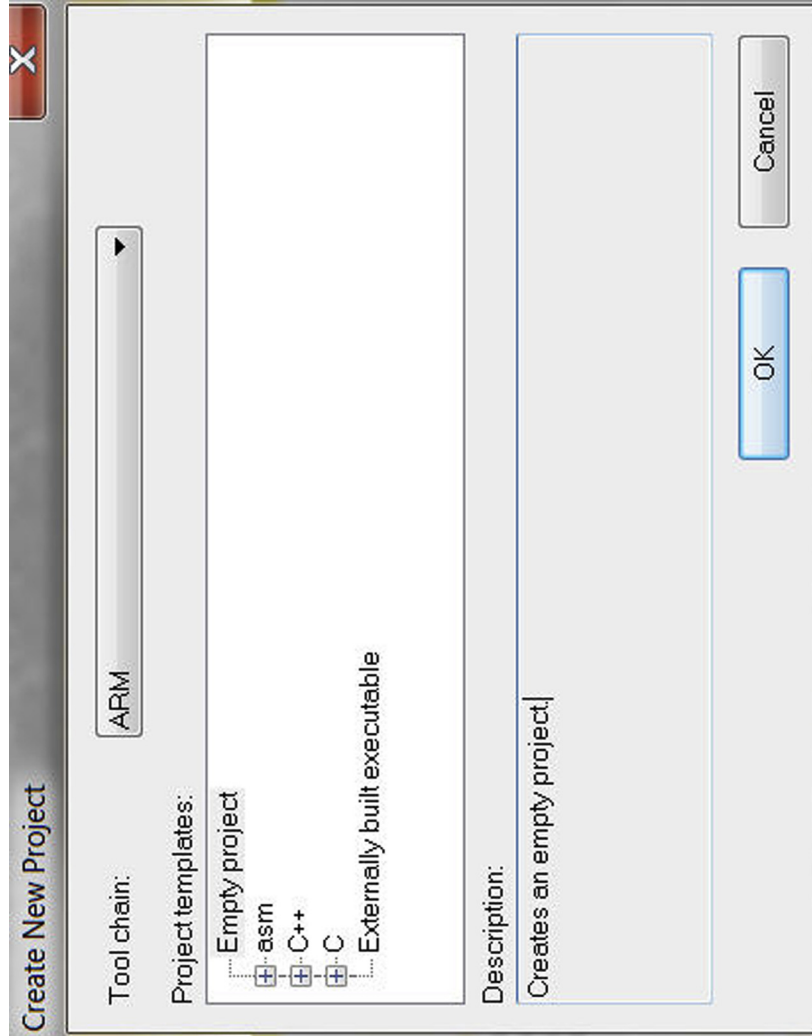 Create New Project
X
Tool chain:
ARM
Project templates:
Empty project
asm
C++
C
Externally built executable
Description:
Creates an empty project.
OK
Cancel